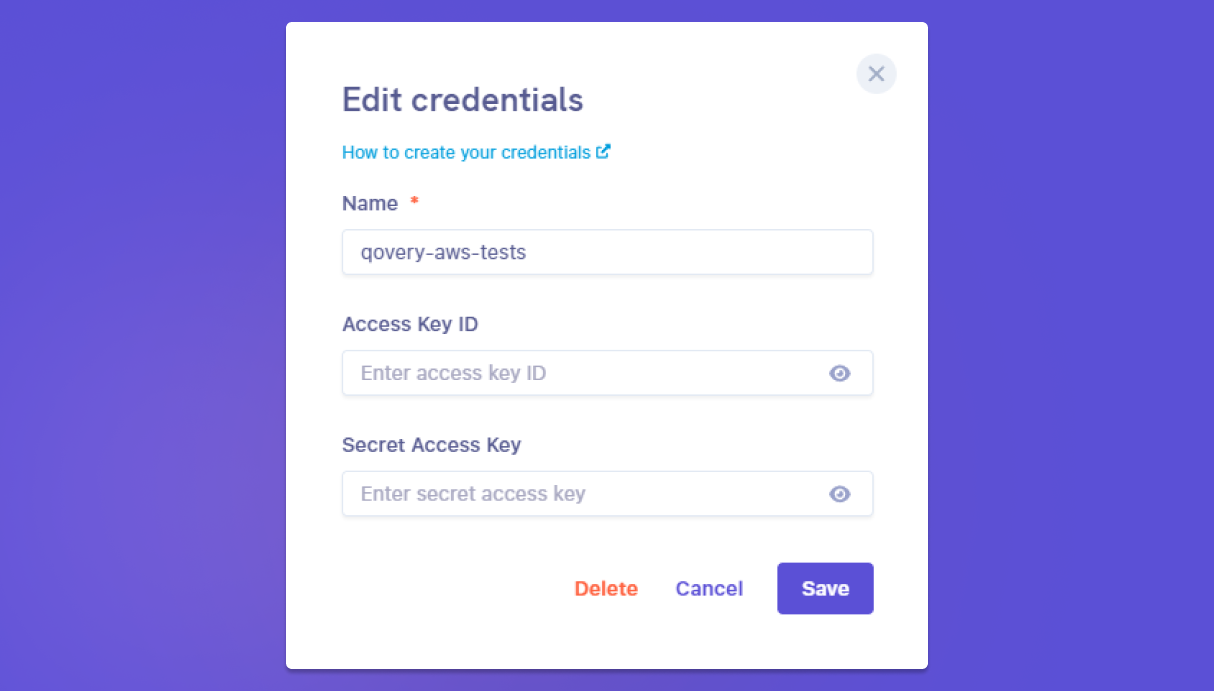 Edit credentials
How to create your credentials
Name *
qovery-aws-tests
Access Key ID
Enter access key ID
Secret Access Key
Enter secret access key
Delete Cancel Save